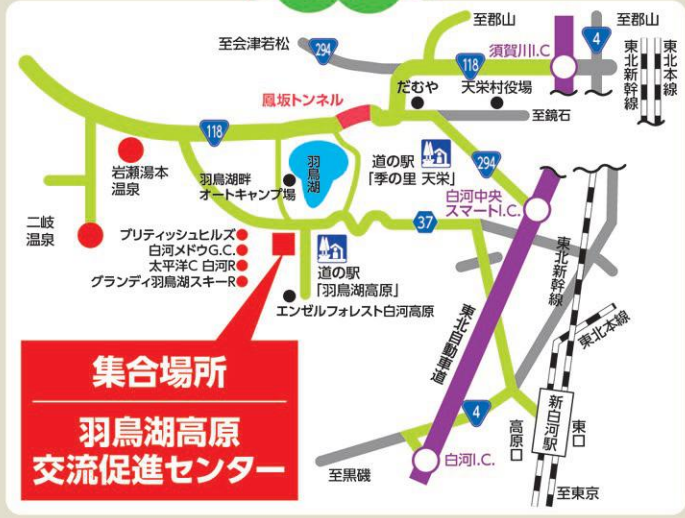 至郡山
至郡山
至会津若松
294
須賀川I.C
4
118
東北新幹線
東北本線
鳳坂トンネル
だむや
天栄村役場
至鏡石
118
岩瀬湯本
温泉
羽鳥湖畔
オートキャンプ場
羽鳥湖
道の駅
「季の里 天栄」
294
白河中央
スマートI.C.
二岐
温泉
37
ブリティッシュヒルズ
白河メドウG.C.
太平洋C 白河R
グランディ羽鳥湖スキーR
道の駅
「羽鳥湖高原」
エンゼルフォレスト白河高原
東北新幹線
東北本線
東北自動車道
集合場所
羽鳥湖高原
交流促進センター
4
新白河駅
高原口
東口
白河I.C.
至黒磯
至東京